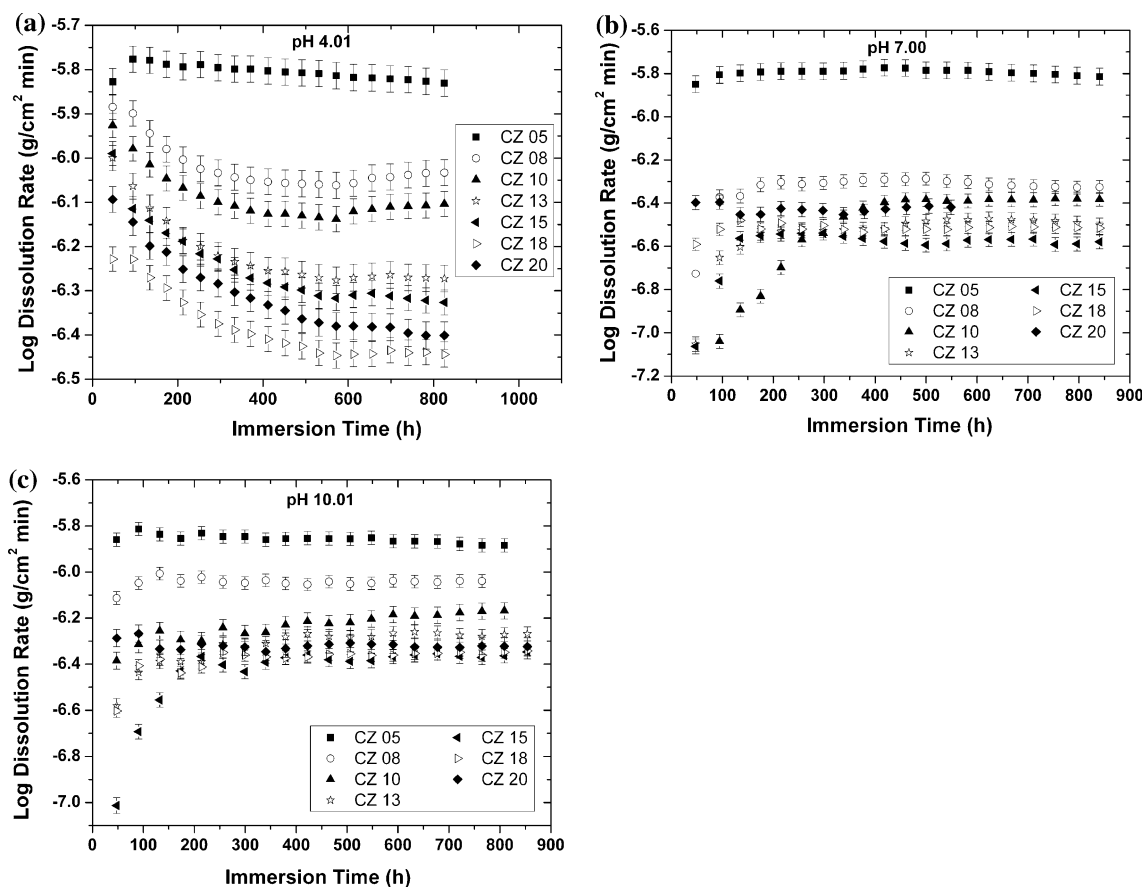 (a)
pH 4.01
-5.7
-5.8
-5.9
-6.0
-6.1
-6.2
-6.3
-6.4
-6.5
Log Dissolution Rate (g/cm² min)
CZ 05
CZ 08
CZ 10
CZ 13
CZ 15
CZ 18
CZ 20
0 200 400 600 800 1000
Immersion Time (h)
(b)
pH 7.00
-5.6
-5.8
-6.0
-6.2
-6.4
-6.6
-6.8
-7.0
-7.2
Log Dissolution Rate (g/cm² min)
CZ 05 CZ 15
CZ 08 CZ 18
CZ 10 CZ 20
CZ 13
0 100 200 300 400 500 600 700 800 900
Immersion Time (h)
(c)
pH 10.01
-5.6
-5.8
-6.0
-6.2
-6.4
-6.6
-6.8
-7.0
Log Dissolution Rate (g/cm² min)
CZ 05 CZ 15
CZ 08 CZ 18
CZ 10 CZ 20
CZ 13
0 100 200 300 400 500 600 700 800 900
Immersion Time (h)